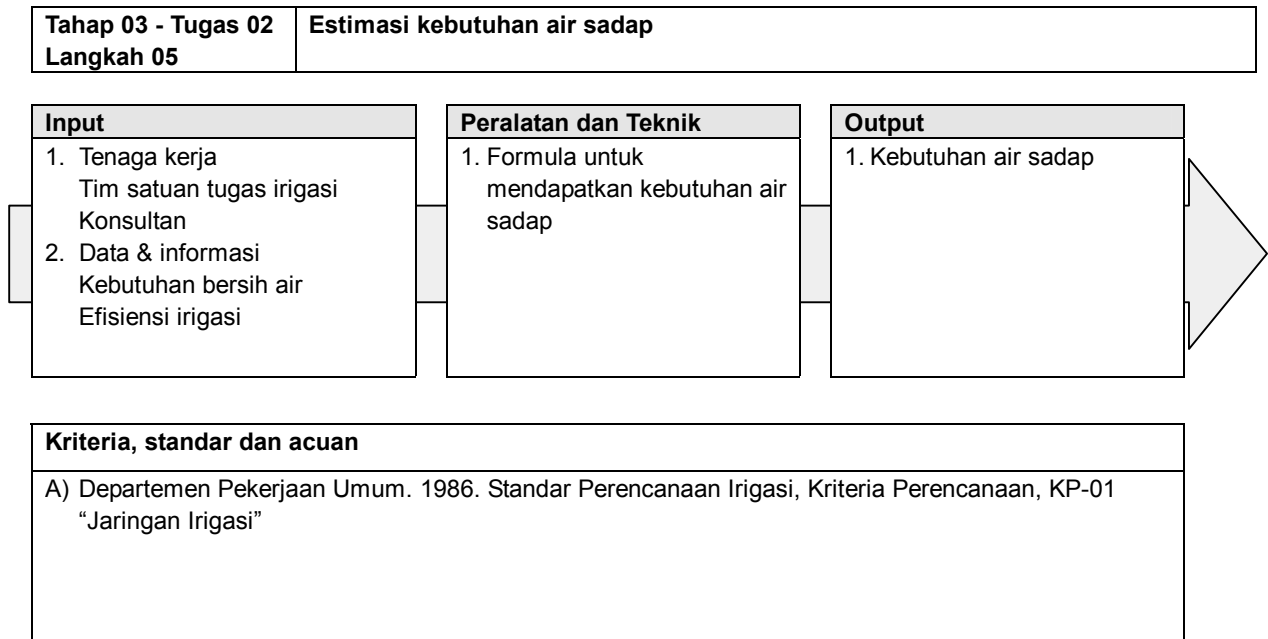 Tahap 03 - Tugas 02
Langkah 05
Estimasi kebutuhan air sadap
Input
1. Tenaga kerja
Tim satuan tugas irigasi
Konsultan
2. Data & informasi
Kebutuhan bersih air
Efisiensi irigasi
Peralatan dan Teknik
1. Formula untuk
mendapatkan kebutuhan air
sadap
Output
1. Kebutuhan air sadap
Kriteria, standar dan acuan
A) Departemen Pekerjaan Umum. 1986. Standar Perencanaan Irigasi, Kriteria Perencanaan, KP-01
“Jaringan Irigasi”